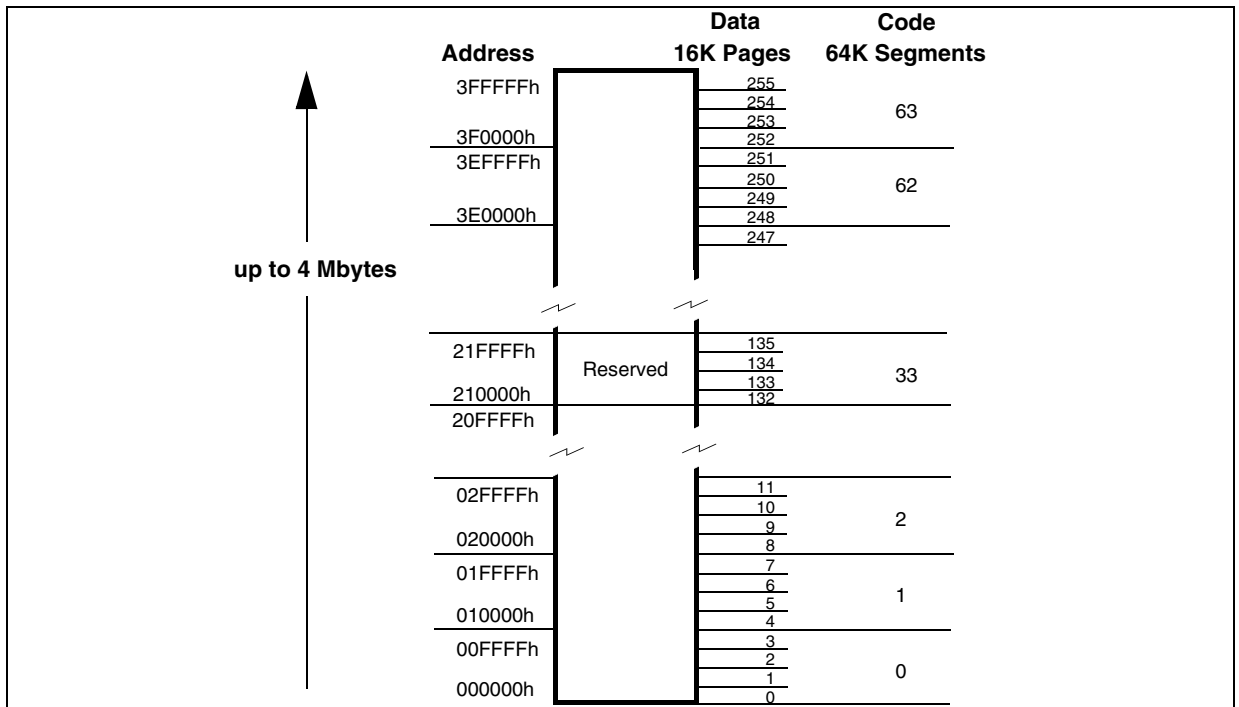 Data Code
Address 16K Pages 64K Segments
3FFFFFh 255
254
253 63
3F0000h 252
3EFFFFh 251
250 62
249
3E0000h 248
247
up to 4 Mbytes
21FFFFh 135
Reserved 134
133 33
210000h 132
20FFFFh
02FFFFh 11
10
9 2
020000h 8
01FFFFh 7
6
5 1
010000h 4
00FFFFh 3
2
1 0
000000h 0